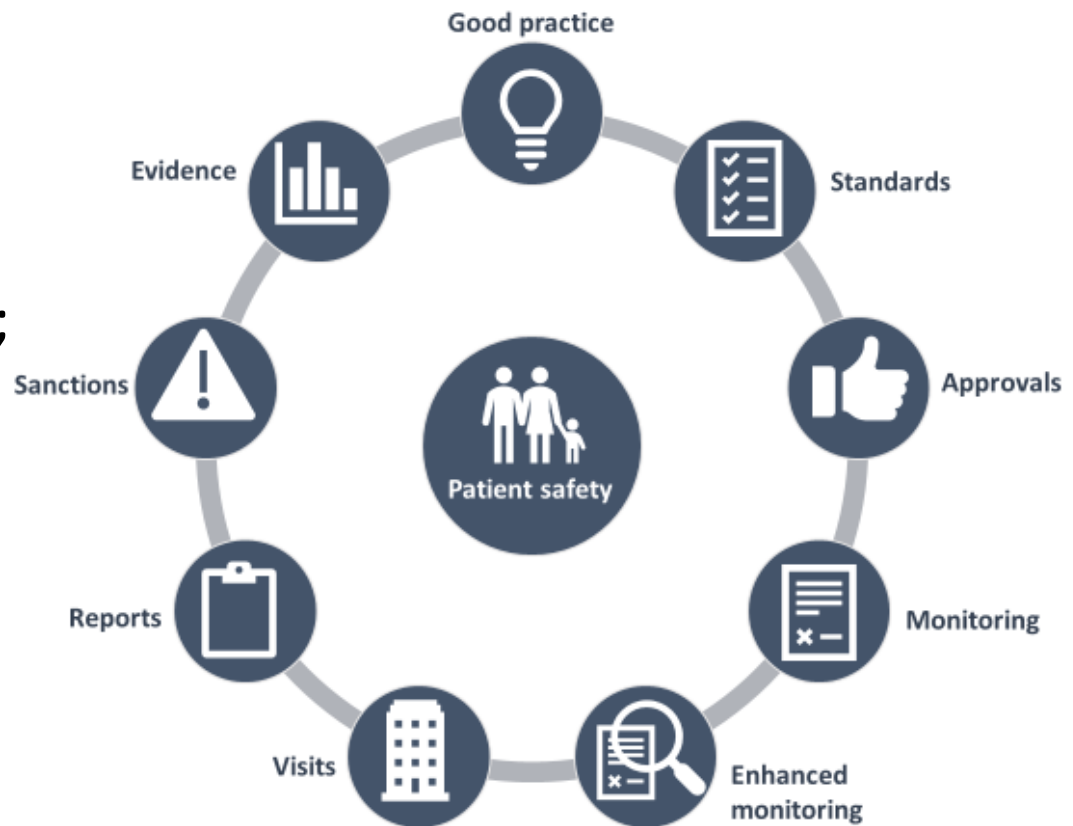 Good practice
Evidence
Standards
;
Sanctions
Approvals
Patient safety
Reports
Monitoring
Visits
Enhanced
monitoring